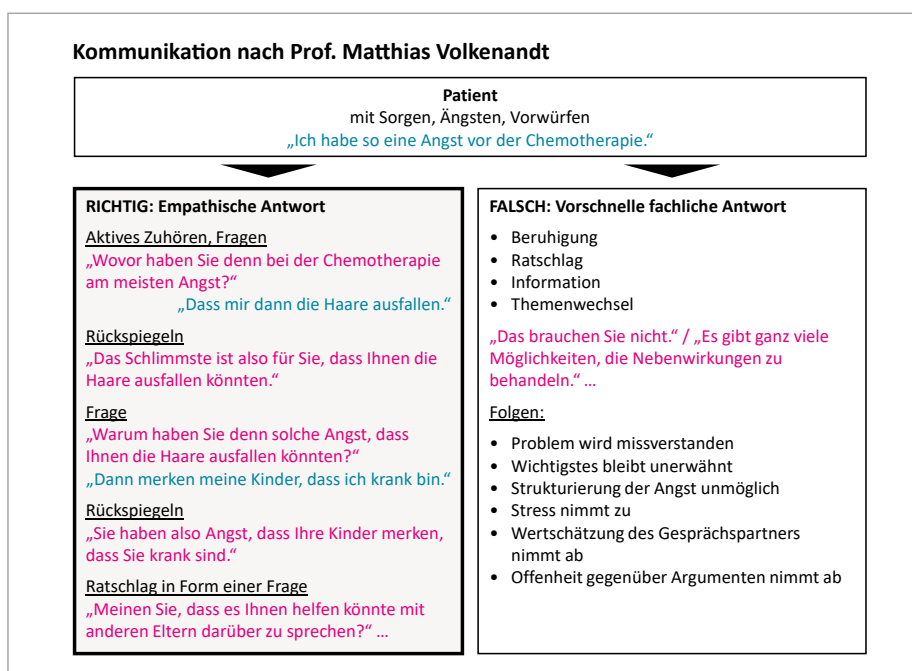 Kommunikation nach Prof. Matthias Volkenandt
Patient
mit Sorgen, Ängsten, Vorwürfen
„Ich habe so eine Angst vor der Chemotherapie.“
RICHTIG: Empathische Antwort
Aktives Zuhören, Fragen
„Wovor haben Sie denn bei der Chemotherapie
am meisten Angst?“
„Dass mir dann die Haare ausfallen.“
Rückspiegeln
„Das Schlimmste ist also für Sie, dass Ihnen die
Haare ausfallen könnten.“
Frage
„Warum haben Sie denn solche Angst, dass
Ihnen die Haare ausfallen könnten?“
„Dann merken meine Kinder, dass ich krank bin.“
Rückspiegeln
„Sie haben also Angst, dass Ihre Kinder merken,
dass Sie krank sind.“
Ratschlag in Form einer Frage
„Meinen Sie, dass es Ihnen helfen könnte mit
anderen Eltern darüber zu sprechen?“ ...
FALSCH: Vorschnelle fachliche Antwort
• Beruhigung
• Ratschlag
• Information
• Themenwechsel
„Das brauchen Sie nicht.“ / „Es gibt ganz viele
Möglichkeiten, die Nebenwirkungen zu
behandeln.“ ...
Folgen:
• Problem wird missverstanden
• Wichtigstes bleibt unerwähnt
• Strukturierung der Angst unmöglich
• Stress nimmt zu
• Wertschätzung des Gesprächspartners
nimmt ab
• Offenheit gegenüber Argumenten nimmt ab